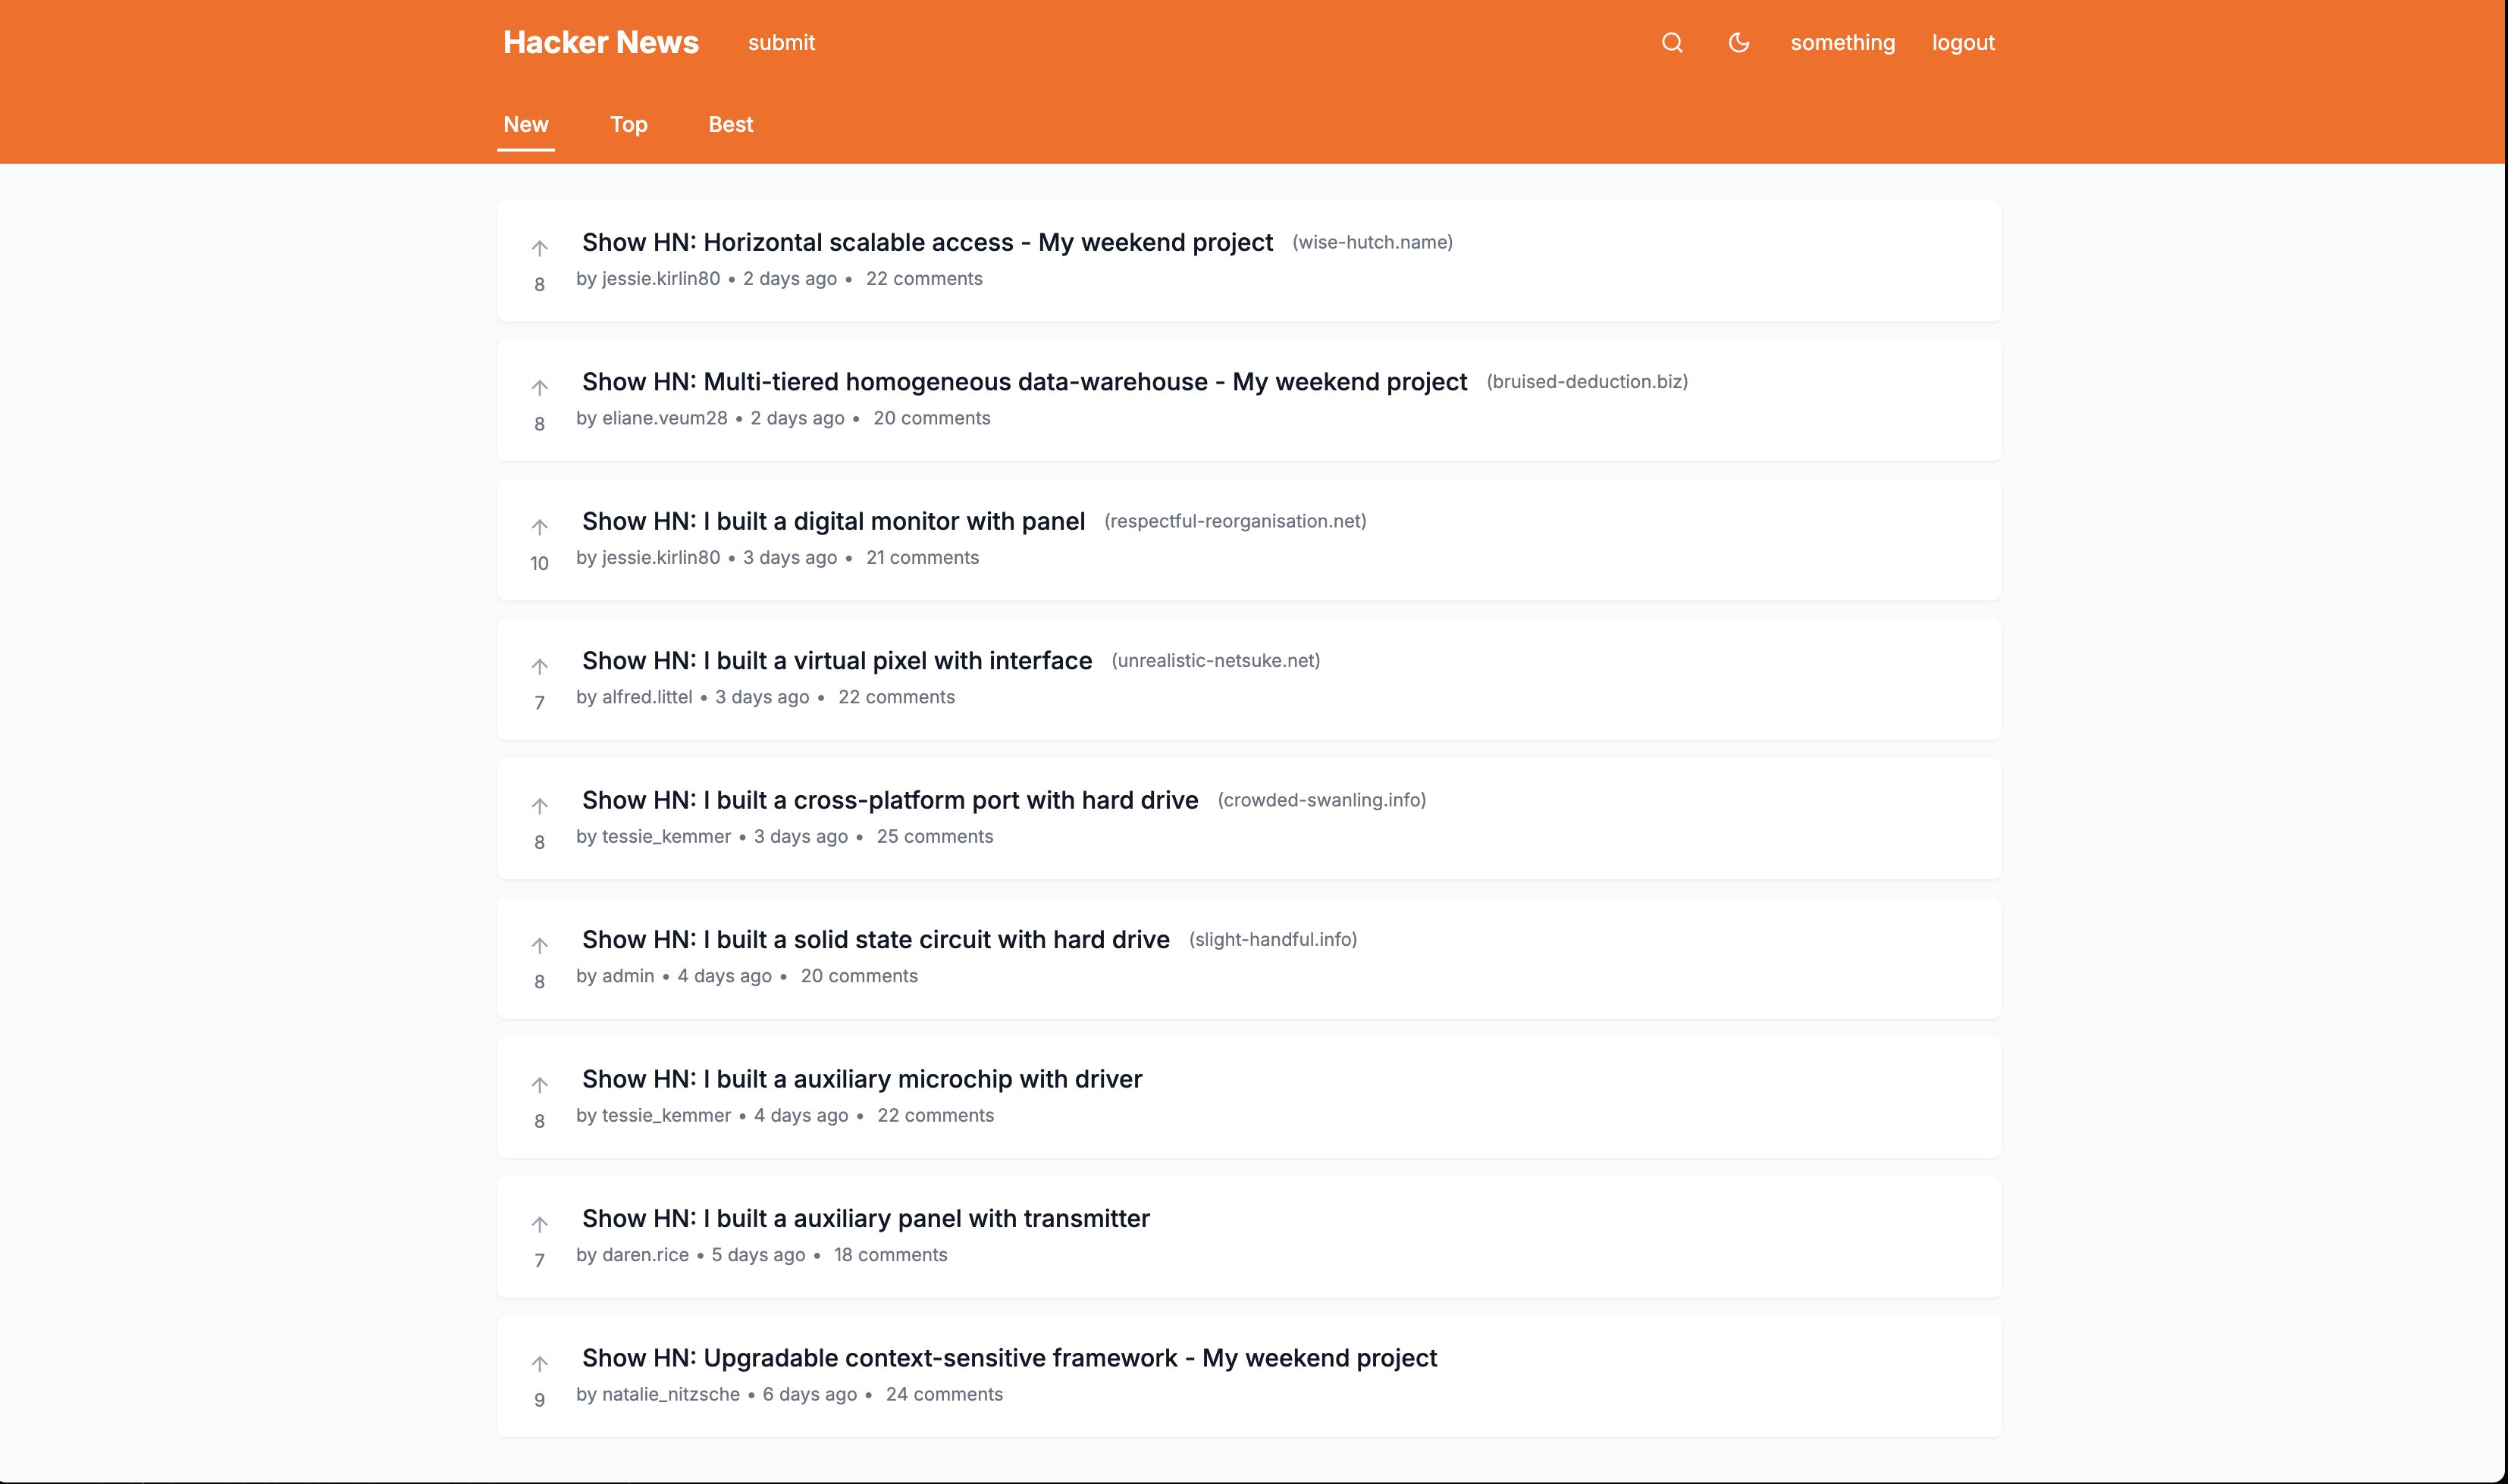 Hacker News submit something logout
New Top Best
Show HN: Horizontal scalable access - My weekend project (wise-hutch.name)
8 by jessie.kirlin80 • 2 days ago • 22 comments
Show HN: Multi-tiered homogeneous data-warehouse - My weekend project (bruised-deduction.biz)
8 by eliane.veum28 • 2 days ago • 20 comments
Show HN: I built a digital monitor with panel (respectful-reorganisation.net)
10 by jessie.kirlin80 • 3 days ago • 21 comments
Show HN: I built a virtual pixel with interface (unrealistic-netsuke.net)
7 by alfred.littel • 3 days ago • 22 comments
Show HN: I built a cross-platform port with hard drive (crowded-swanling.info)
8 by tessie_kemmer • 3 days ago • 25 comments
Show HN: I built a solid state circuit with hard drive (slight-handful.info)
8 by admin • 4 days ago • 20 comments
Show HN: I built a auxiliary microchip with driver
8 by tessie_kemmer • 4 days ago • 22 comments
Show HN: I built a auxiliary panel with transmitter
7 by daren.rice • 5 days ago • 18 comments
Show HN: Upgradable context-sensitive framework - My weekend project
9 by natalie_nitzsche • 6 days ago • 24 comments